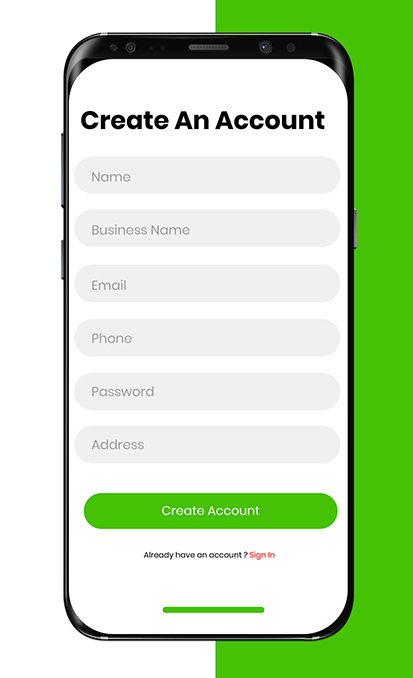 Create An Account
Name
Business Name
Email
Phone
Password
Address
Create Account
Already have an account ? Sign In